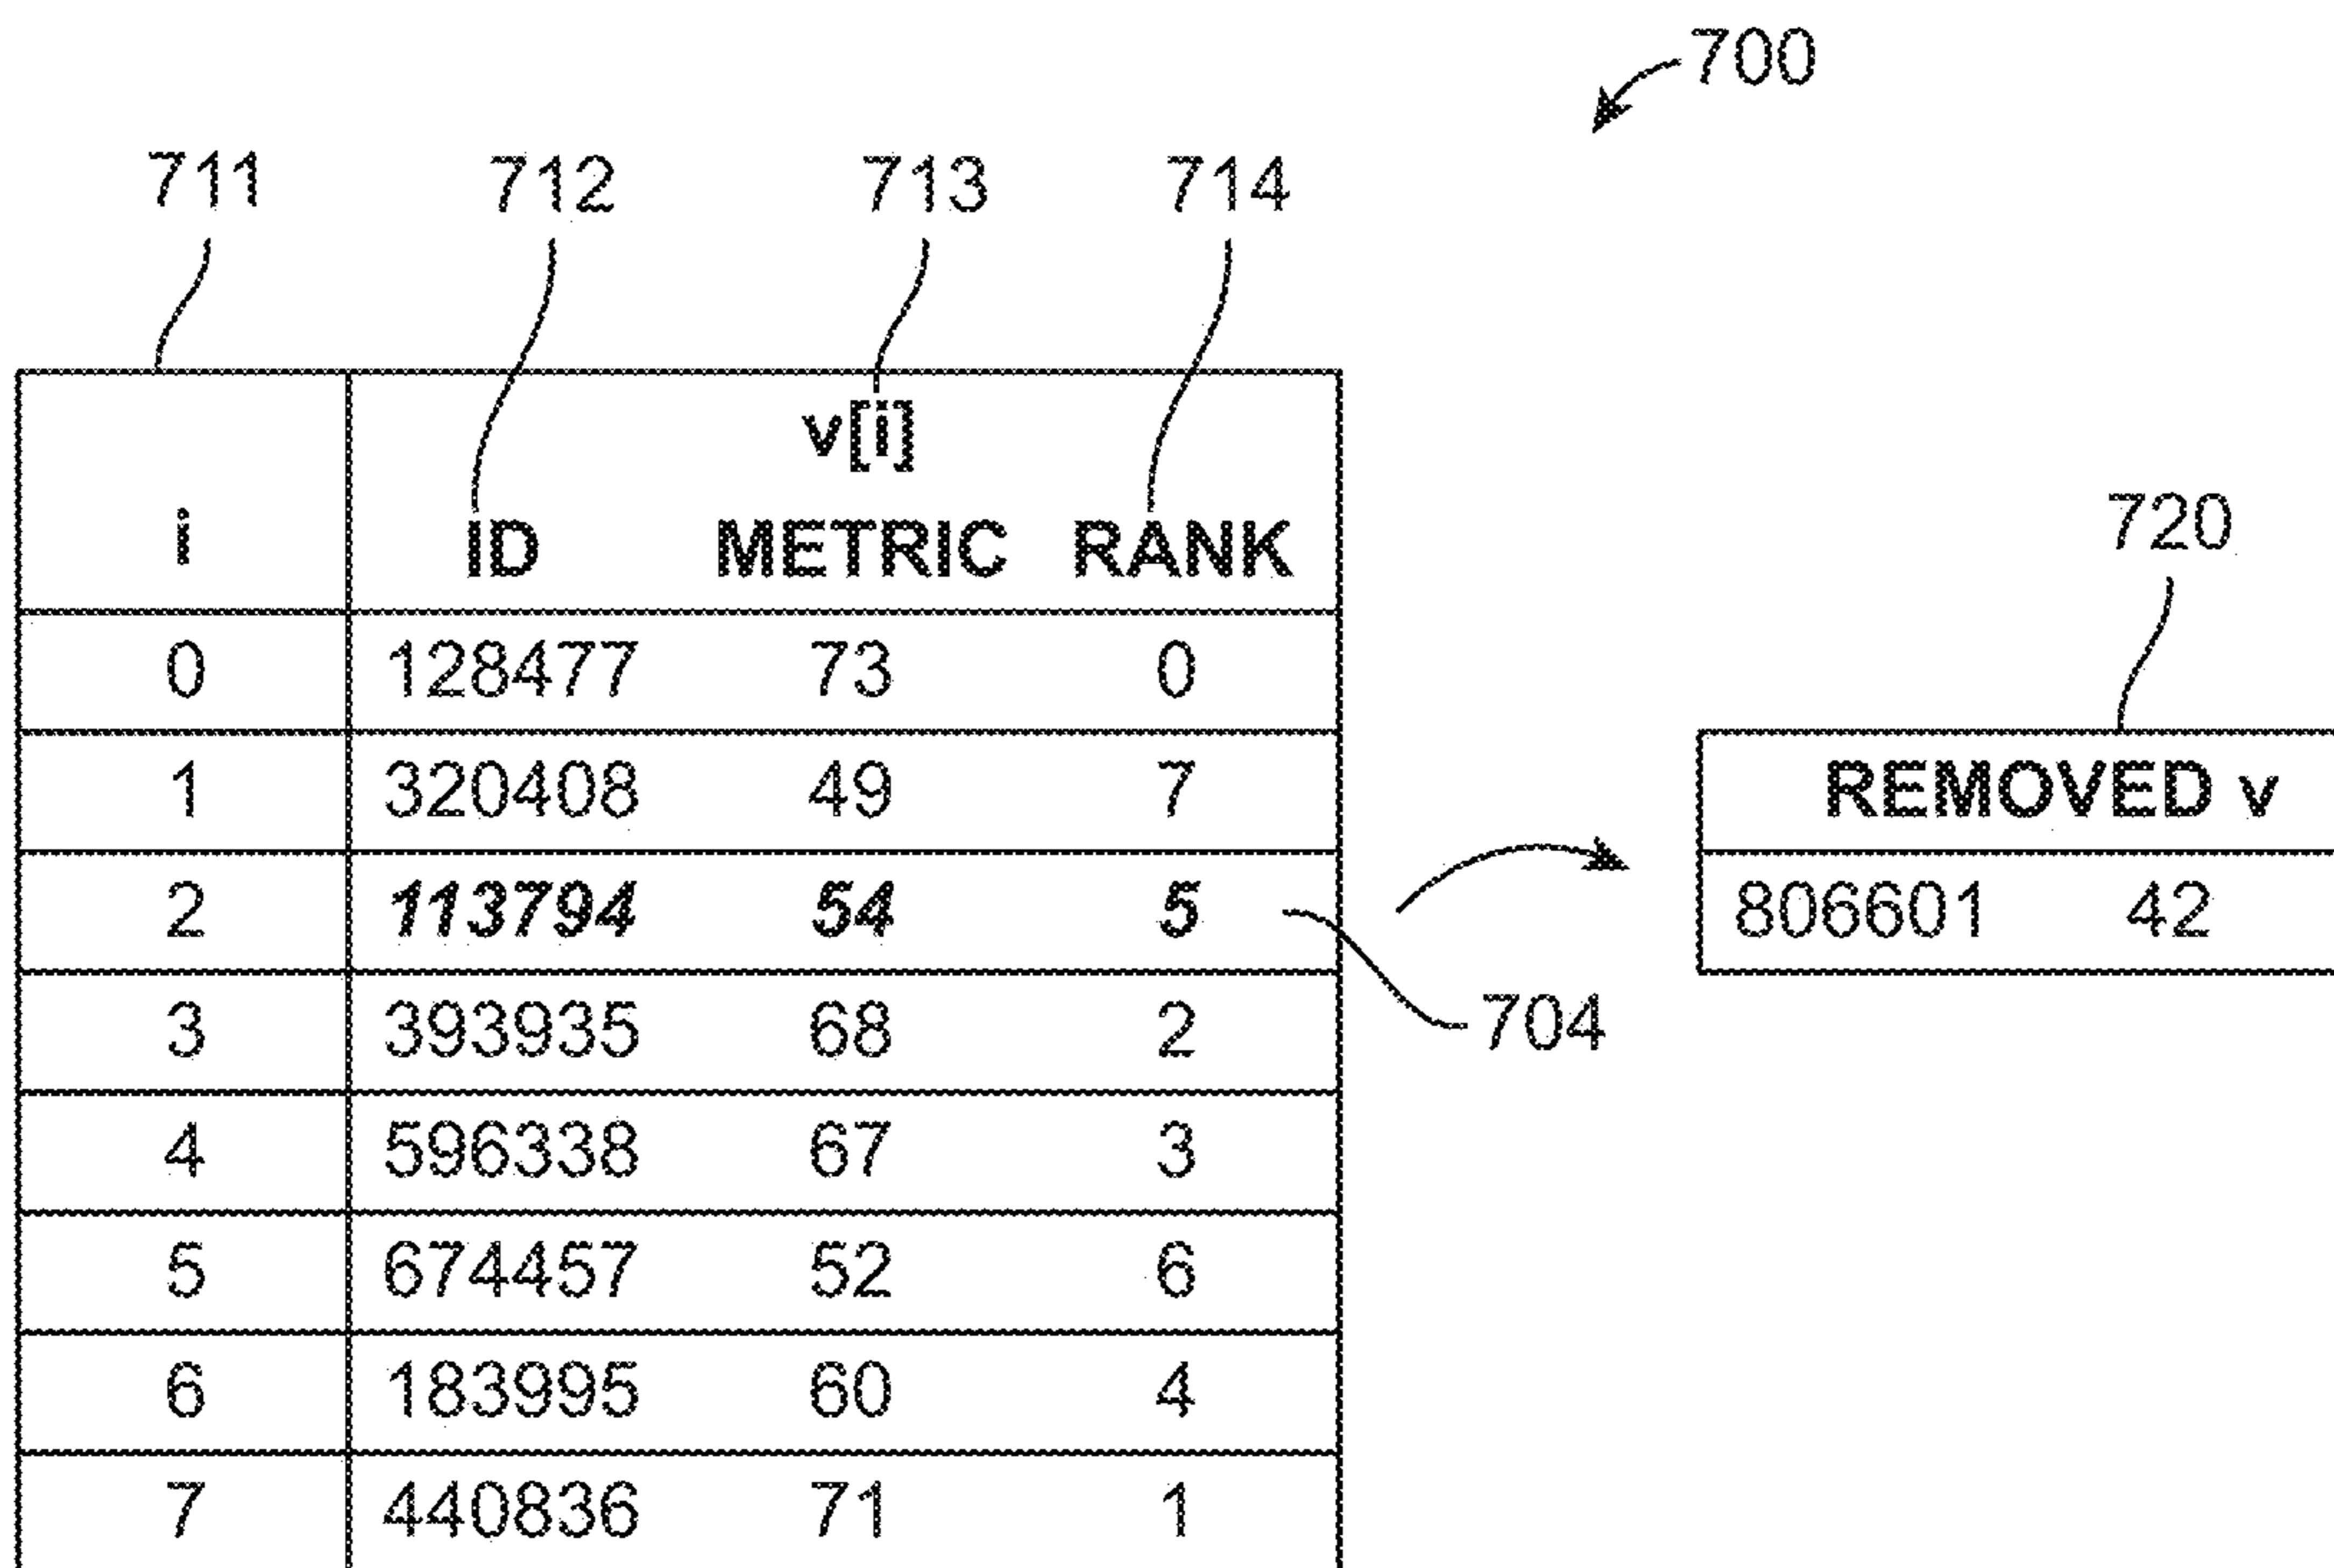 700
711 712 713 714
v[i]
i ID METRIC RANK
720
0 128477 73 0
1 320408 49 7
REMOVED v
2 113794 54 5
806601 42
704
3 393935 68 2
4 596338 67 3
5 674457 52 6
6 183995 60 4
7 440836 71 1